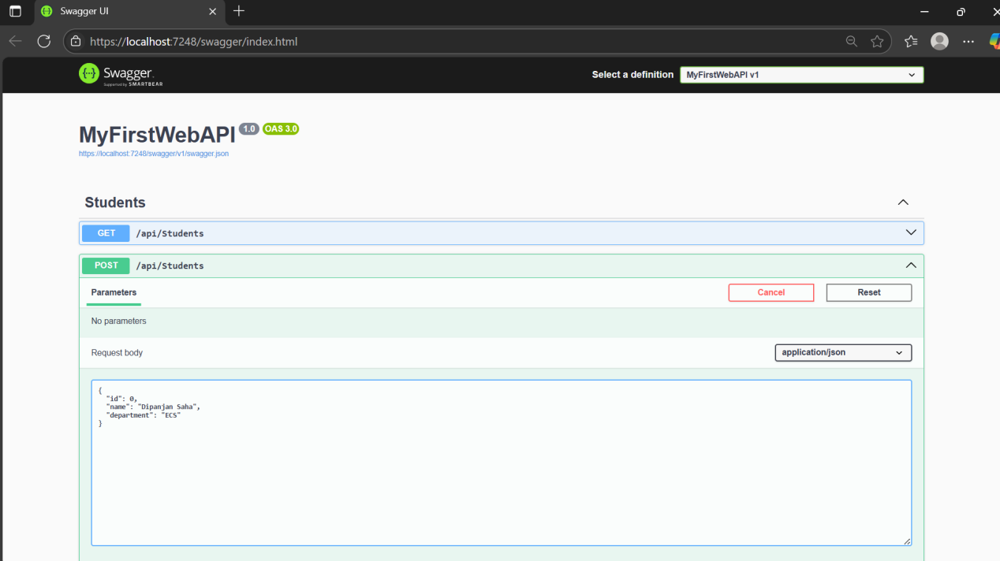 Swagger UI
https://localhost:7248/swagger/index.html
Swagger.
Supported by SMARTBEAR
Select a definition
MyFirstWebAPI v1
MyFirstWebAPI 1.0 OAS 3.0
https://localhost:7248/swagger/v1/swagger.json
Students
GET /api/Students
POST /api/Students
Parameters
Cancel
Reset
No parameters
Request body
application/json
{
  "id": 0,
  "name": "Dipanjan Saha",
  "department": "ECS"
}